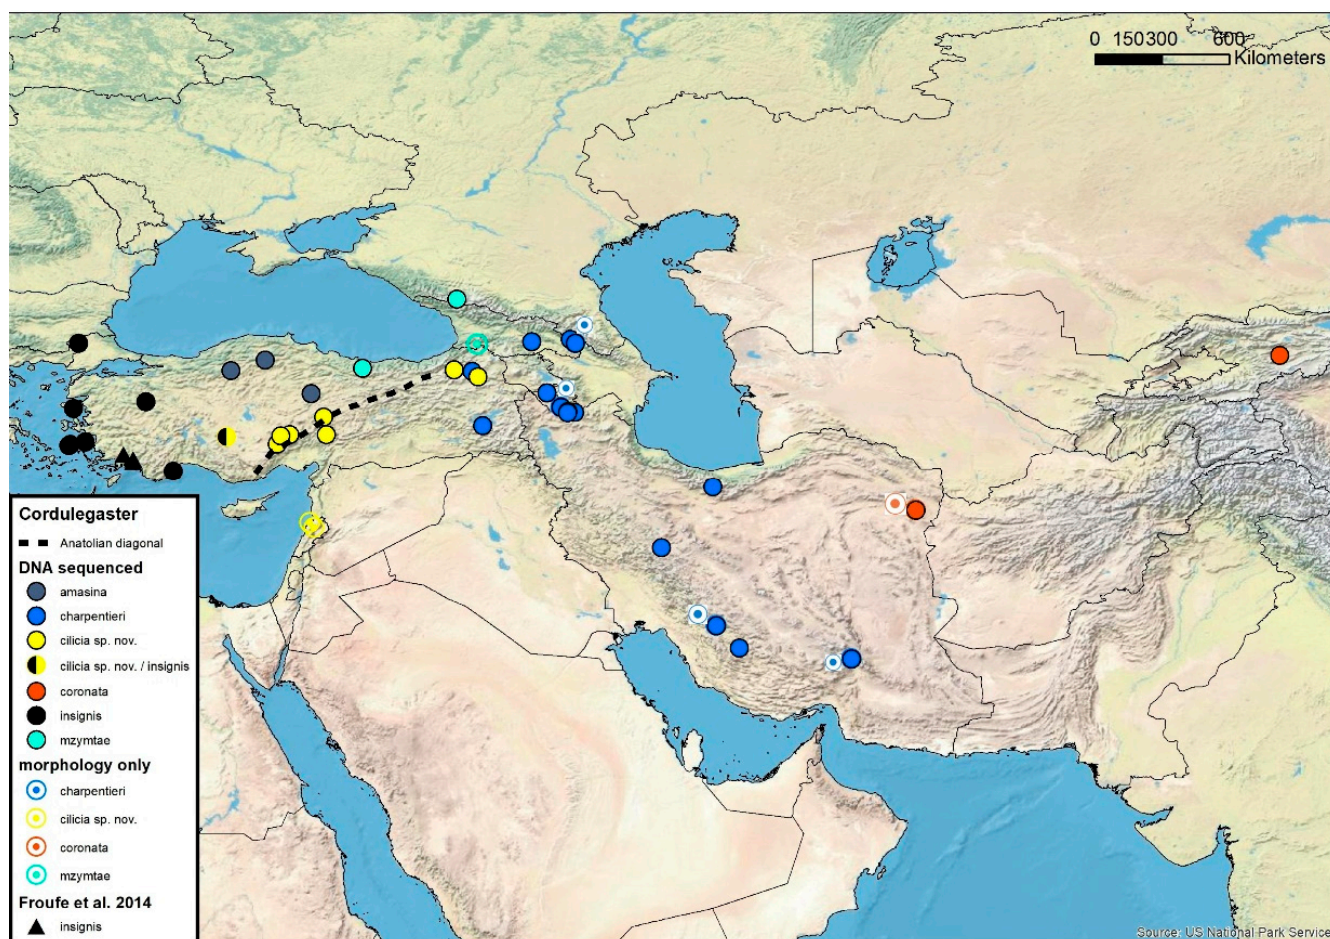 0 150300 600
Kilometers
Cordulegaster
Anatolian diagonal
DNA sequenced
amasina
charpentieri
cilicia sp. nov.
cilicia sp. nov. / insignis
coronata
insignis
mzymtae
morphology only
charpentieri
cilicia sp. nov.
coronata
mzymtae
Froufe et al. 2014
insignis
Source: US National Park Service